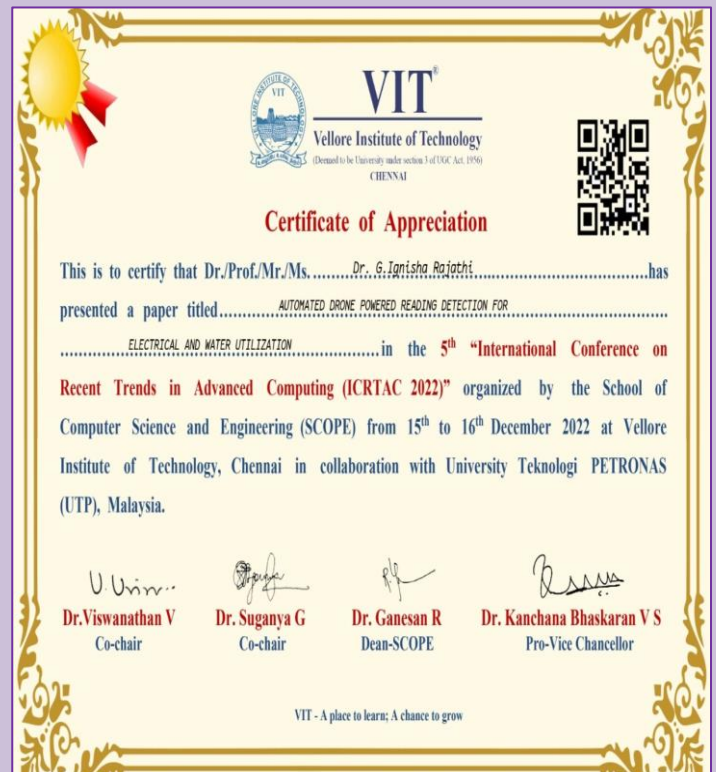 VELLORE INSTITUTE OF TECHNOLOGY
VIT
VIT®
Vellore Institute of Technology
(Deemed to be University under section 3 of UGC Act, 1956)
CHENNAI
Certificate of Appreciation
This is to certify that Dr./Prof./Mr./Ms. ........Dr. G.Ignisha Rajathi........has
presented a paper titled........AUTOMATED DRONE POWERED READING DETECTION FOR........
........ELECTRICAL AND WATER UTILIZATION........in the 5th "International Conference on
Recent Trends in Advanced Computing (ICRTAC 2022)" organized by the School of
Computer Science and Engineering (SCOPE) from 15th to 16th December 2022 at Vellore
Institute of Technology, Chennai in collaboration with University Teknologi PETRONAS
(UTP), Malaysia.
Dr.Viswanathan V Dr. Suganya G Dr. Ganesan R Dr. Kanchana Bhaskaran V S
Co-chair Co-chair Dean-SCOPE Pro-Vice Chancellor
VIT - A place to learn; A chance to grow